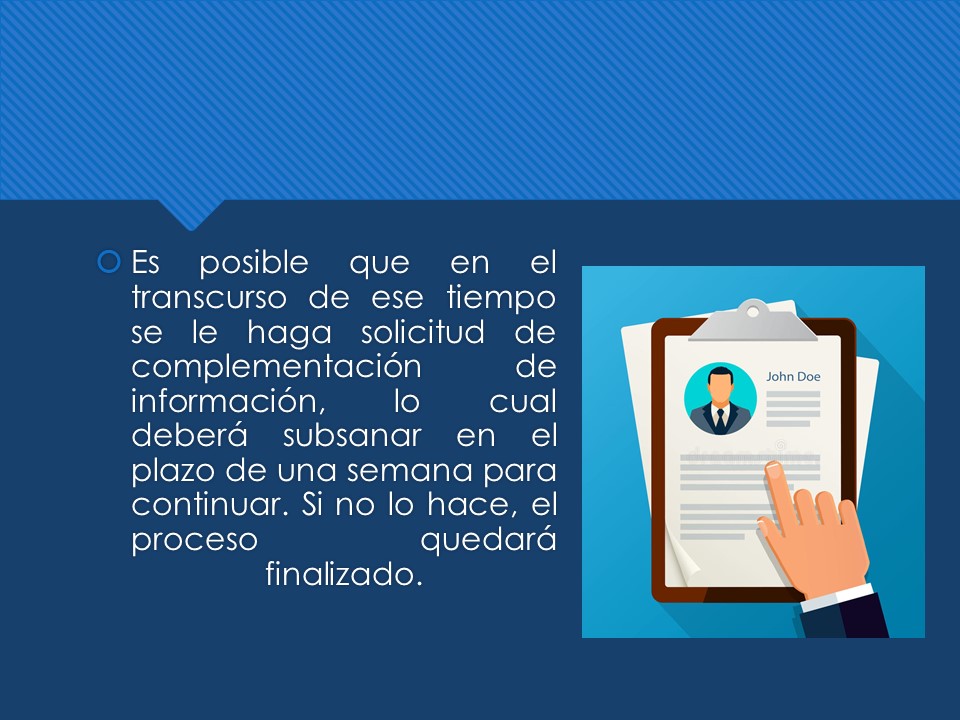 Es posible que en el
transcurso de ese tiempo
se le haga solicitud de
complementación de
información, lo cual
deberá subsanar en el
plazo de una semana para
continuar. Si no lo hace, el
proceso quedará
finalizado.
John Doe